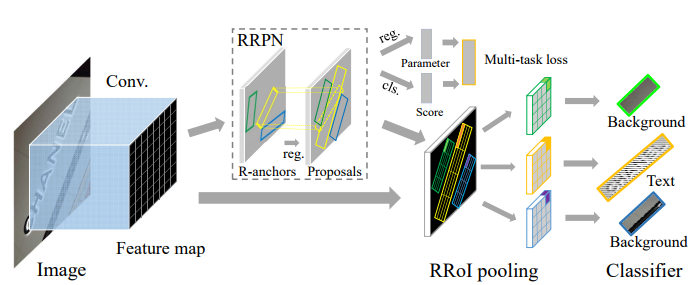 RRPN
reg.
Parameter
Multi-task loss
cls.
Score
Conv.
reg.
R-anchors
Proposals
Background
Text
Background
CHANEL
Feature map
Image
RRoI pooling
Classifier